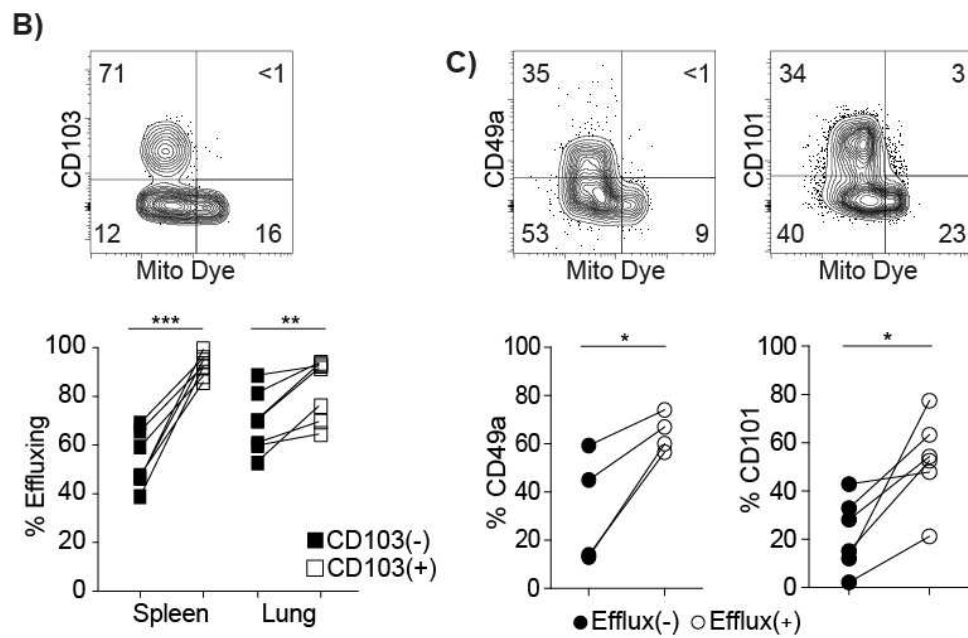 B)
71
<1
CD103
12
16
Mito Dye
C)
35
<1
CD49a
53
9
Mito Dye
34
3
CD101
40
23
Mito Dye
***
**
100
80
60
40
20
0
% Effluxing
CD103(-)
CD103(+)
Spleen
Lung
*
100
80
60
40
20
0
% CD49a
*
100
80
60
40
20
0
% CD101
Efflux(-)
Efflux(+)